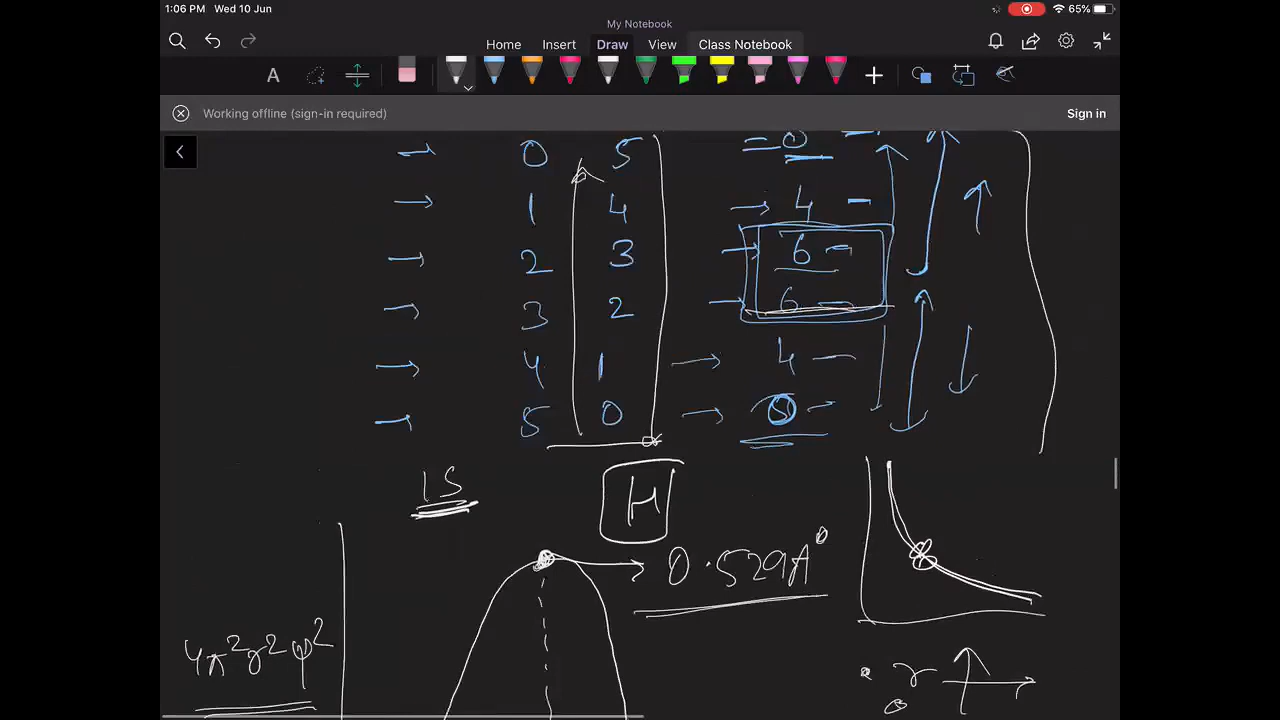 1:06 PM Wed 10 Jun
65%
My Notebook
Home Insert Draw View Class Notebook
A
Working offline (sign-in required)
Sign in
→ 0 5 = 0
→ 1 4 → 4 -
→ 2 3 → 6 -
→ 3 2 → 6 -
→ 4 1 → 4 -
→ 5 0 → 0 -
1S
H
0.529A°
4π²r²ψ²
r